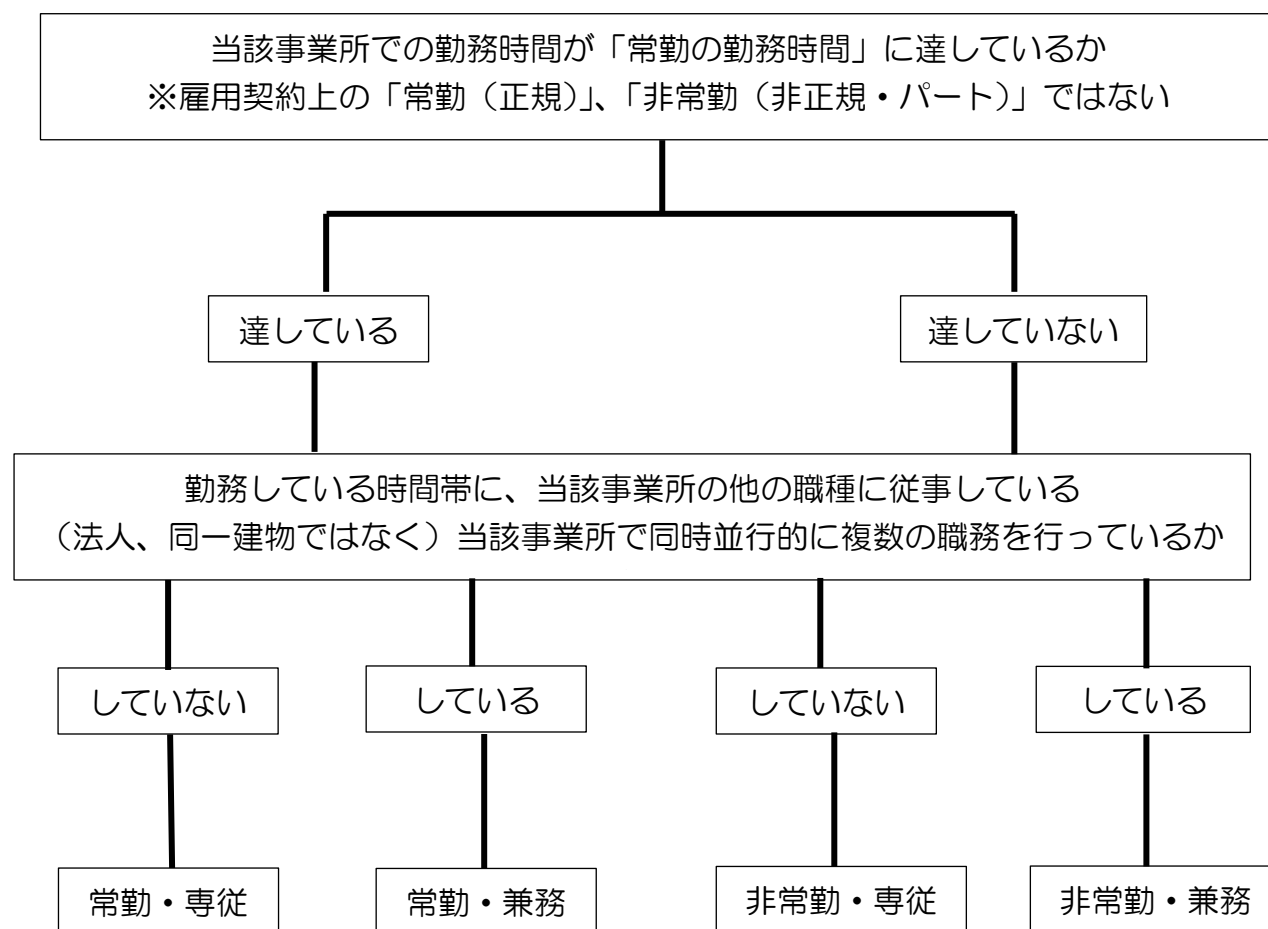 当該事業所での勤務時間が「常勤の勤務時間」に達しているか
※雇用契約上の「常勤（正規）」、「非常勤（非正規・パート）」ではない
達している
達していない
勤務している時間帯に、当該事業所の他の職種に従事している
（法人、同一建物ではなく）当該事業所で同時並行的に複数の職務を行っているか
していない
している
していない
している
常勤・専従
常勤・兼務
非常勤・専従
非常勤・兼務